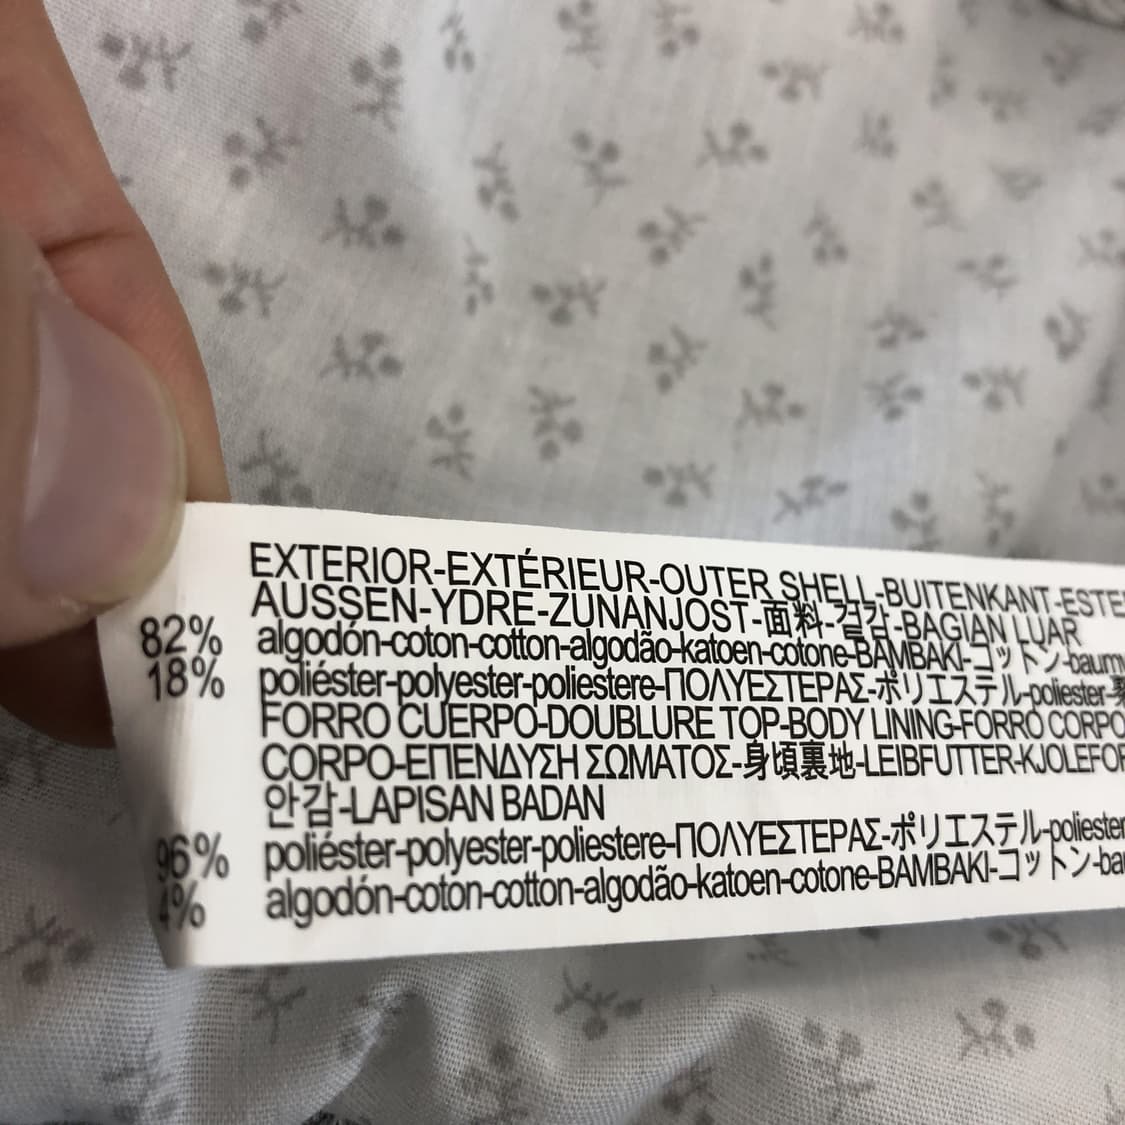 EXTERIOR-EXTÉRIEUR-OUTER SHELL-BUITENKANT-ESTE
AUSSEN-YDRE-ZUNANJOST-面料-겉감-BAGIAN LUAR
82% algodón-coton-cotton-algodão-katoen-cotone-BAMBAKI-コットン-baumw
18% poliéster-polyester-poliestere-ΠΟΛΥΕΣΤΕΡΑΣ-ポリエステル-poliester-
FORRO CUERPO-DOUBLURE TOP-BODY LINING-FORRO CORPO
CORPO-ΕΠΕΝΔΥΣΗ ΣΩΜΑΤΟΣ-身頃裏地-LEIBFUTTER-KJOLEFOR
안감-LAPISAN BADAN
96% poliéster-polyester-poliestere-ΠΟΛΥΕΣΤΕΡΑΣ-ポリエステル-poliester
4% algodón-coton-cotton-algodão-katoen-cotone-BAMBAKI-コットン-bau